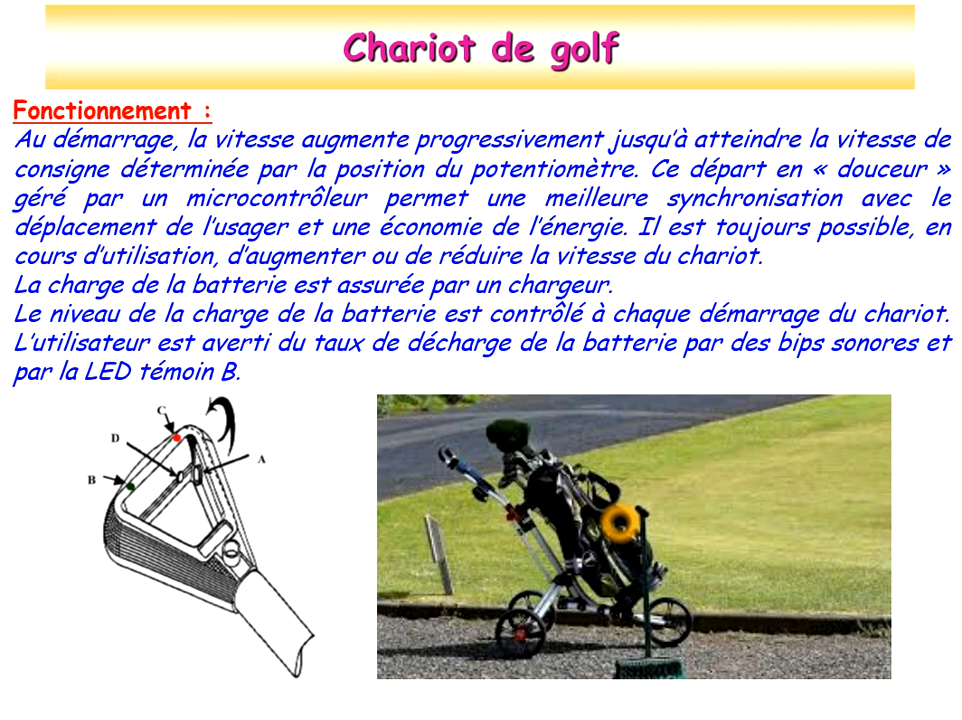 Chariot de golf
Fonctionnement :
Au démarrage, la vitesse augmente progressivement jusqu’à atteindre la vitesse de
consigne déterminée par la position du potentiomètre. Ce départ en « douceur »
géré par un microcontrôleur permet une meilleure synchronisation avec le
déplacement de l’usager et une économie de l’énergie. Il est toujours possible, en
cours d’utilisation, d’augmenter ou de réduire la vitesse du chariot.
La charge de la batterie est assurée par un chargeur.
Le niveau de la charge de la batterie est contrôlé à chaque démarrage du chariot.
L’utilisateur est averti du taux de décharge de la batterie par des bips sonores et
par la LED témoin B.
C
D
A
B